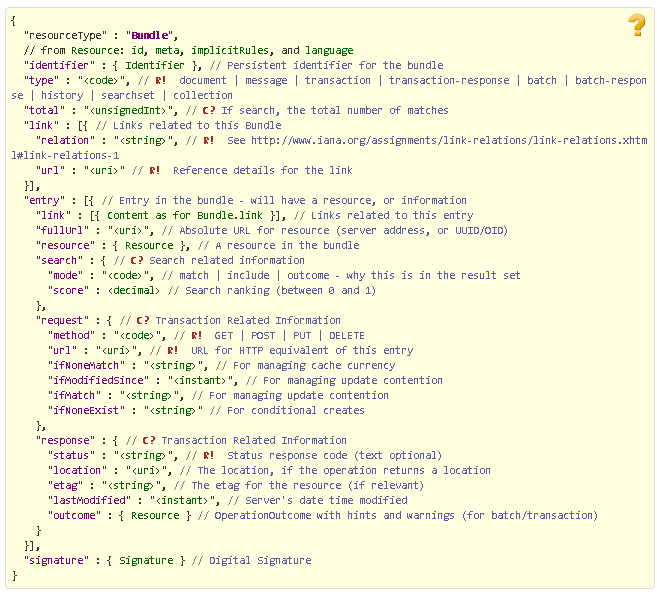 {
"resourceType" : "Bundle",
// from Resource: id, meta, implicitRules, and language
"identifier" : { Identifier }, // Persistent identifier for the bundle
"type" : "<code>", // R!  document | message | transaction | transaction-response | batch | batch-respon
se | history | searchset | collection
"total" : "<unsignedInt>", // C? If search, the total number of matches
"link" : [{ // Links related to this Bundle
"relation" : "<string>", // R!  See http://www.iana.org/assignments/link-relations/link-relations.xhtm
l#link-relations-1
"url" : "<uri>" // R!  Reference details for the link
}],
"entry" : [{ // Entry in the bundle - will have a resource, or information
"link" : [{ Content as for Bundle.link }], // Links related to this entry
"fullUrl" : "<uri>", // Absolute URL for resource (server address, or UUID/OID)
"resource" : { Resource }, // A resource in the bundle
"search" : { // C? Search related information
"mode" : "<code>", // match | include | outcome - why this is in the result set
"score" : <decimal> // Search ranking (between 0 and 1)
},
"request" : { // C? Transaction Related Information
"method" : "<code>", // R!  GET | POST | PUT | DELETE
"url" : "<uri>", // R!  URL for HTTP equivalent of this entry
"ifNoneMatch" : "<string>", // For managing cache currency
"ifModifiedSince" : "<instant>", // For managing update contention
"ifMatch" : "<string>", // For managing update contention
"ifNoneExist" : "<string>" // For conditional creates
},
"response" : { // C? Transaction Related Information
"status" : "<string>", // R!  Status response code (text optional)
"location" : "<uri>", // The location, if the operation returns a location
"etag" : "<string>", // The etag for the resource (if relevant)
"lastModified" : "<instant>", // Server's date time modified
"outcome" : { Resource } // OperationOutcome with hints and warnings (for batch/transaction)
}
}],
"signature" : { Signature } // Digital Signature
}